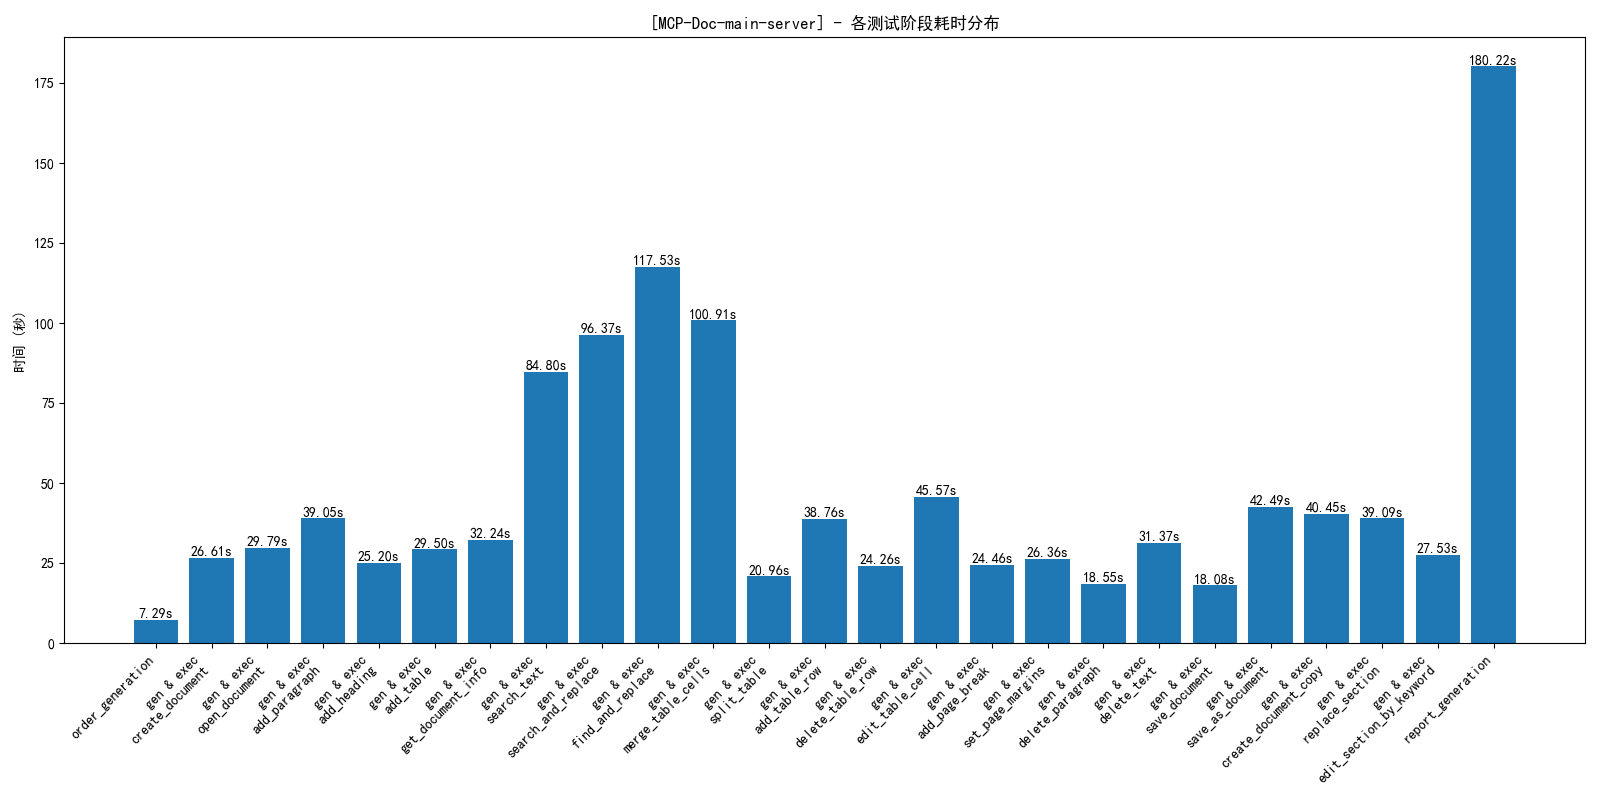 [MCP-Doc-main-server] - 各测试阶段耗时分布
时间 (秒)
175
150
125
100
75
50
25
0
7.29s
26.61s
29.79s
39.05s
25.20s
29.50s
32.24s
84.80s
96.37s
117.53s
100.91s
20.96s
38.76s
24.26s
45.57s
24.46s
26.36s
18.55s
31.37s
18.08s
42.49s
40.45s
39.09s
27.53s
180.22s
order_generation
gen & exec
create_document
gen & exec
open_document
gen & exec
add_paragraph
gen & exec
add_heading
gen & exec
add_table
gen & exec
get_document_info
gen & exec
search_text
gen & exec
search_and_replace
gen & exec
find_and_replace
gen & exec
merge_table_cells
gen & exec
split_table
gen & exec
add_table_row
gen & exec
delete_table_row
gen & exec
edit_table_cell
gen & exec
add_page_break
gen & exec
set_page_margins
gen & exec
delete_paragraph
gen & exec
delete_text
gen & exec
save_document
gen & exec
save_as_document
gen & exec
create_document_copy
gen & exec
replace_section
gen & exec
edit_section_by_keyword
report_generation